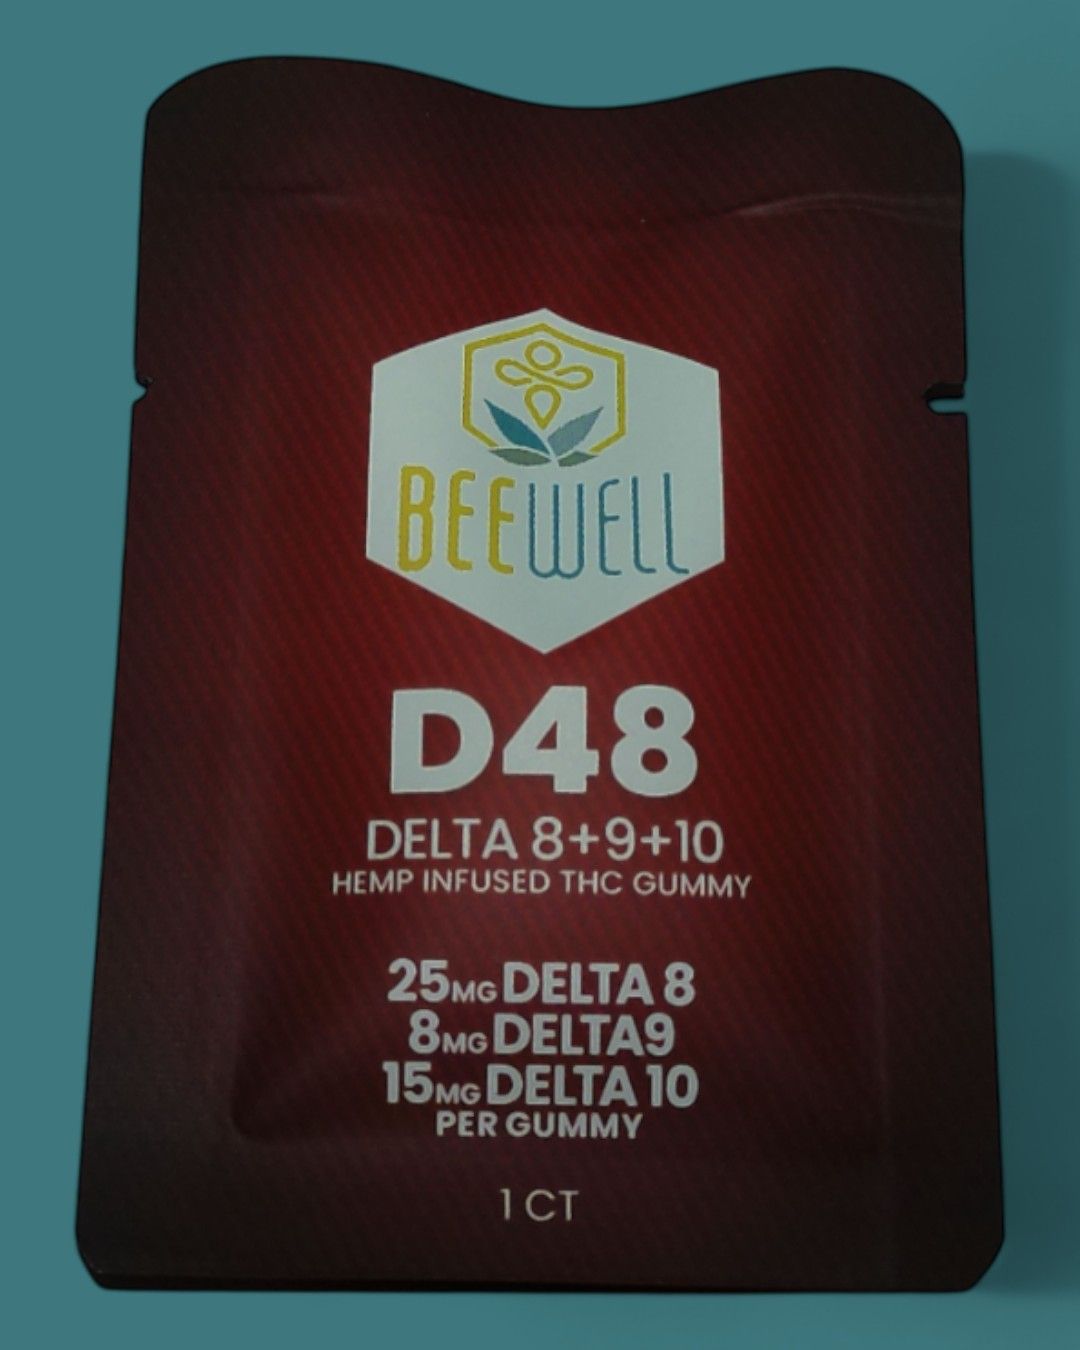 BEEWELL
D48
DELTA 8+9+10
HEMP INFUSED THC GUMMY
25MG DELTA 8
8MG DELTA9
15MG DELTA 10
PER GUMMY
1 CT